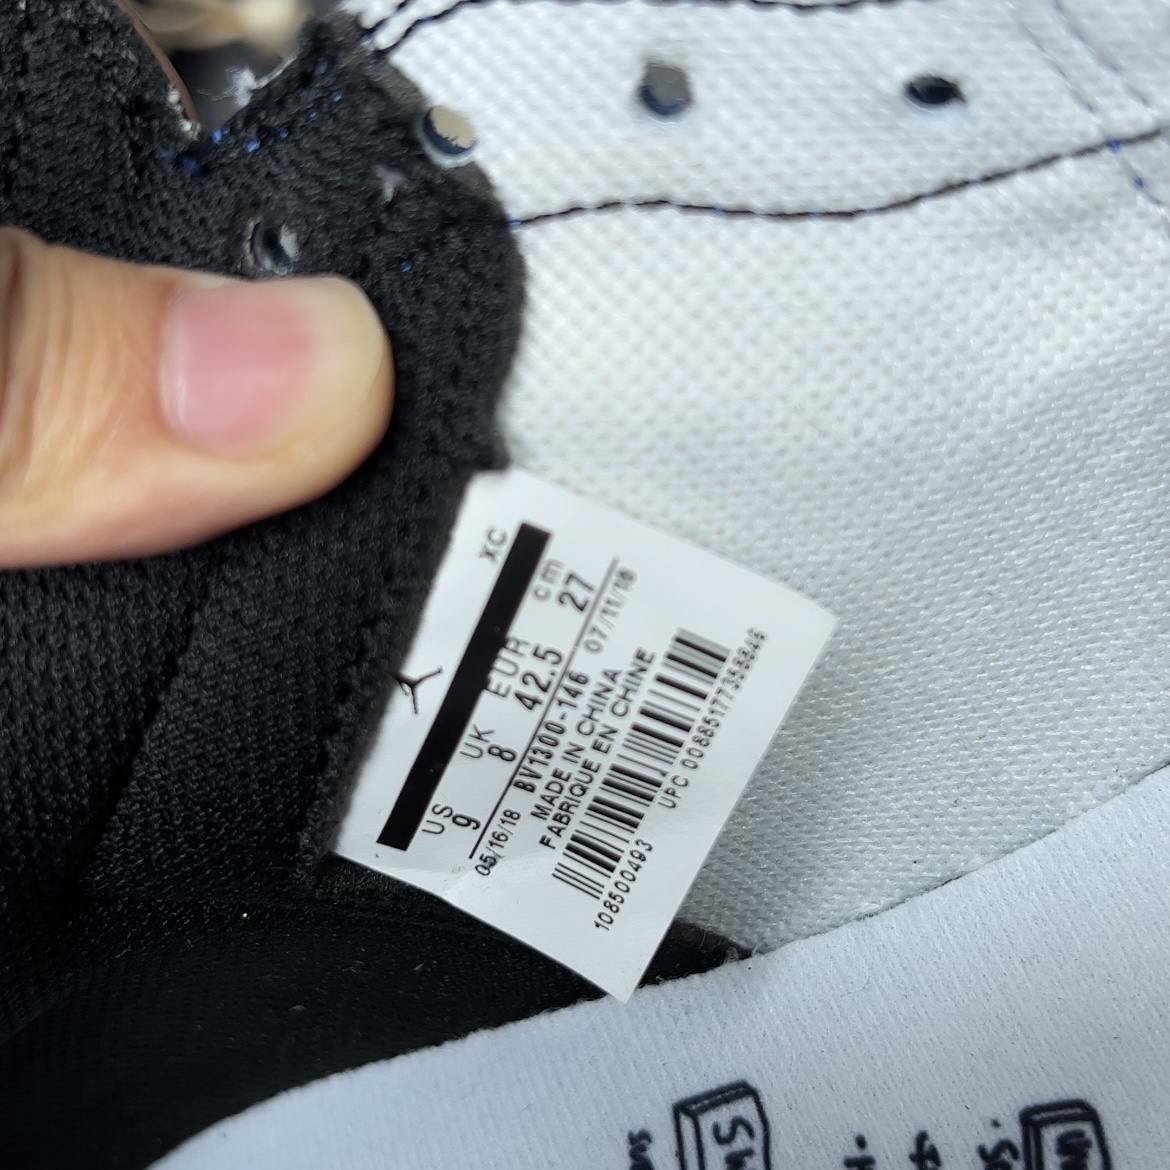 XC
US UK EUR cm
9 8 42.5 27
05/16/18 BV1300-146 07/11/18
MADE IN CHINA
FABRIQUE EN CHINE
108500493 UPC 00885177358846